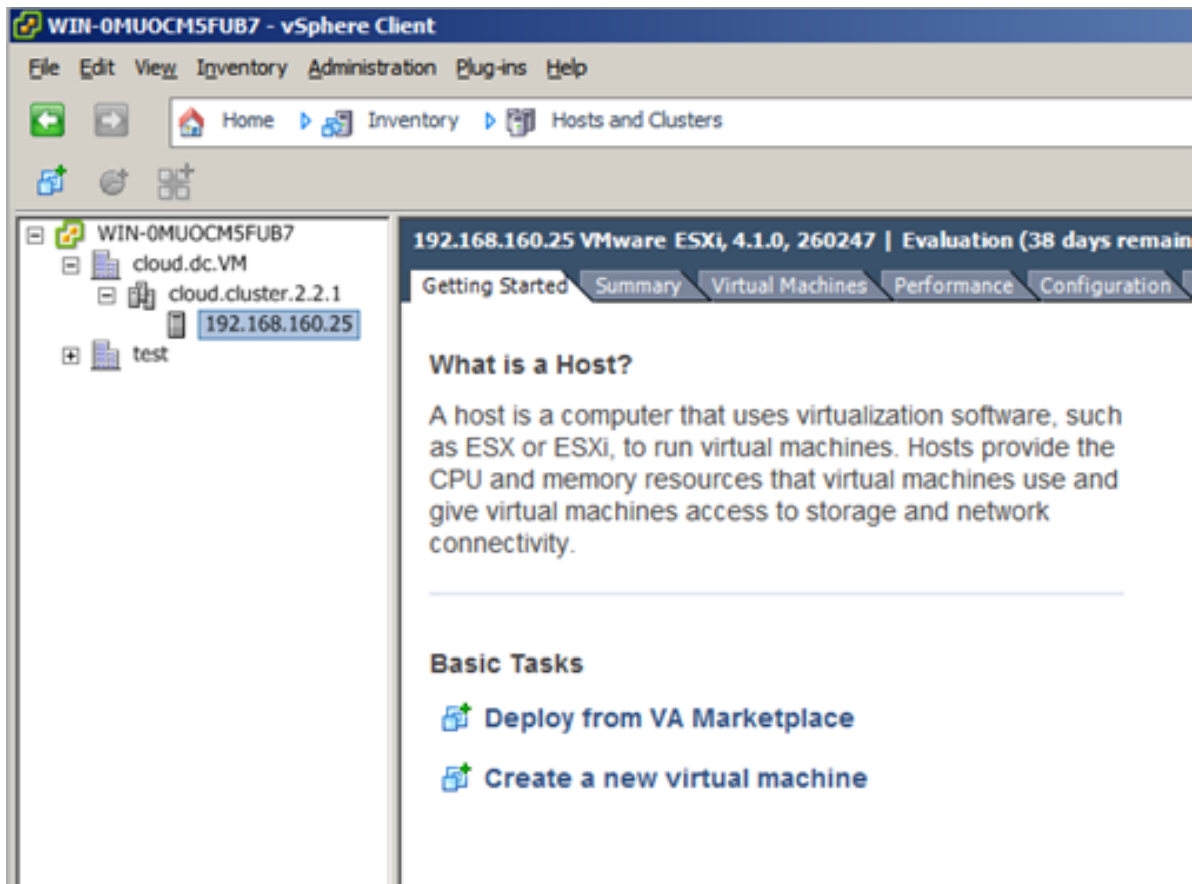 WIN-0MUOCM5FUB7 - vSphere Client
File Edit View Inventory Administration Plug-ins Help
Home Inventory Hosts and Clusters
WIN-0MUOCM5FUB7
cloud.dc.VM
cloud.cluster.2.2.1
192.168.160.25
test
192.168.160.25 VMware ESXi, 4.1.0, 260247 | Evaluation (38 days remain
Getting Started Summary Virtual Machines Performance Configuration
What is a Host?
A host is a computer that uses virtualization software, such
as ESX or ESXi, to run virtual machines. Hosts provide the
CPU and memory resources that virtual machines use and
give virtual machines access to storage and network
connectivity.
Basic Tasks
Deploy from VA Marketplace
Create a new virtual machine